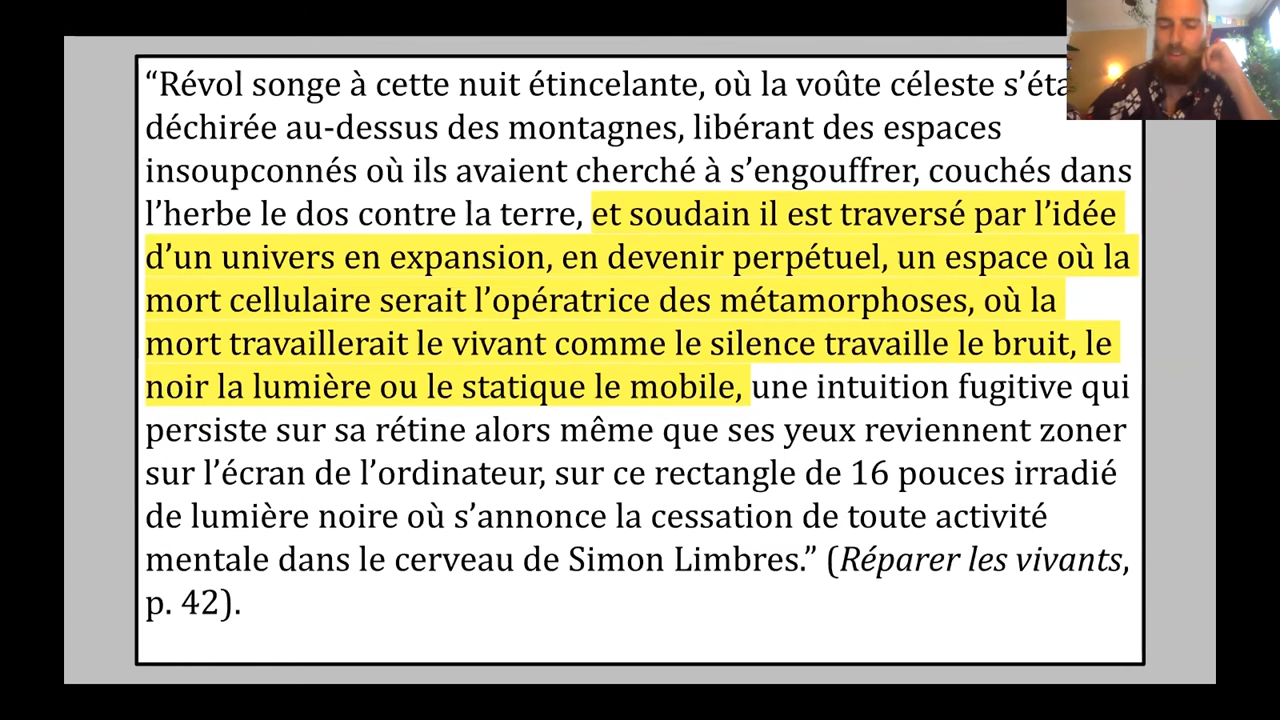 “Révol songe à cette nuit étincelante, où la voûte céleste
déchirée au-dessus des montagnes, libérant des espaces
insoupconnés où ils avaient cherché à s’engouffrer, couchés dans
l’herbe le dos contre la terre, et soudain il est traversé par l’idée
d’un univers en expansion, en devenir perpétuel, un espace où la
mort cellulaire serait l’opératrice des métamorphoses, où la
mort travaillerait le vivant comme le silence travaille le bruit, le
noir la lumière ou le statique le mobile, une intuition fugitive qui
persiste sur sa rétine alors même que ses yeux reviennent zoner
sur l’écran de l’ordinateur, sur ce rectangle de 16 pouces irradié
de lumière noire où s’annonce la cessation de toute activité
mentale dans le cerveau de Simon Limbres.” (Réparer les vivants,
p. 42).